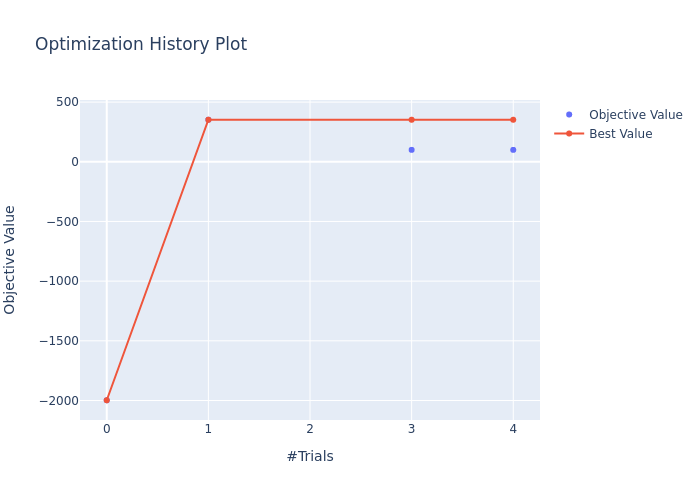 Optimization History Plot
500
0
−500
−1000
−1500
−2000
Objective Value
0 1 2 3 4
#Trials
Objective Value
Best Value